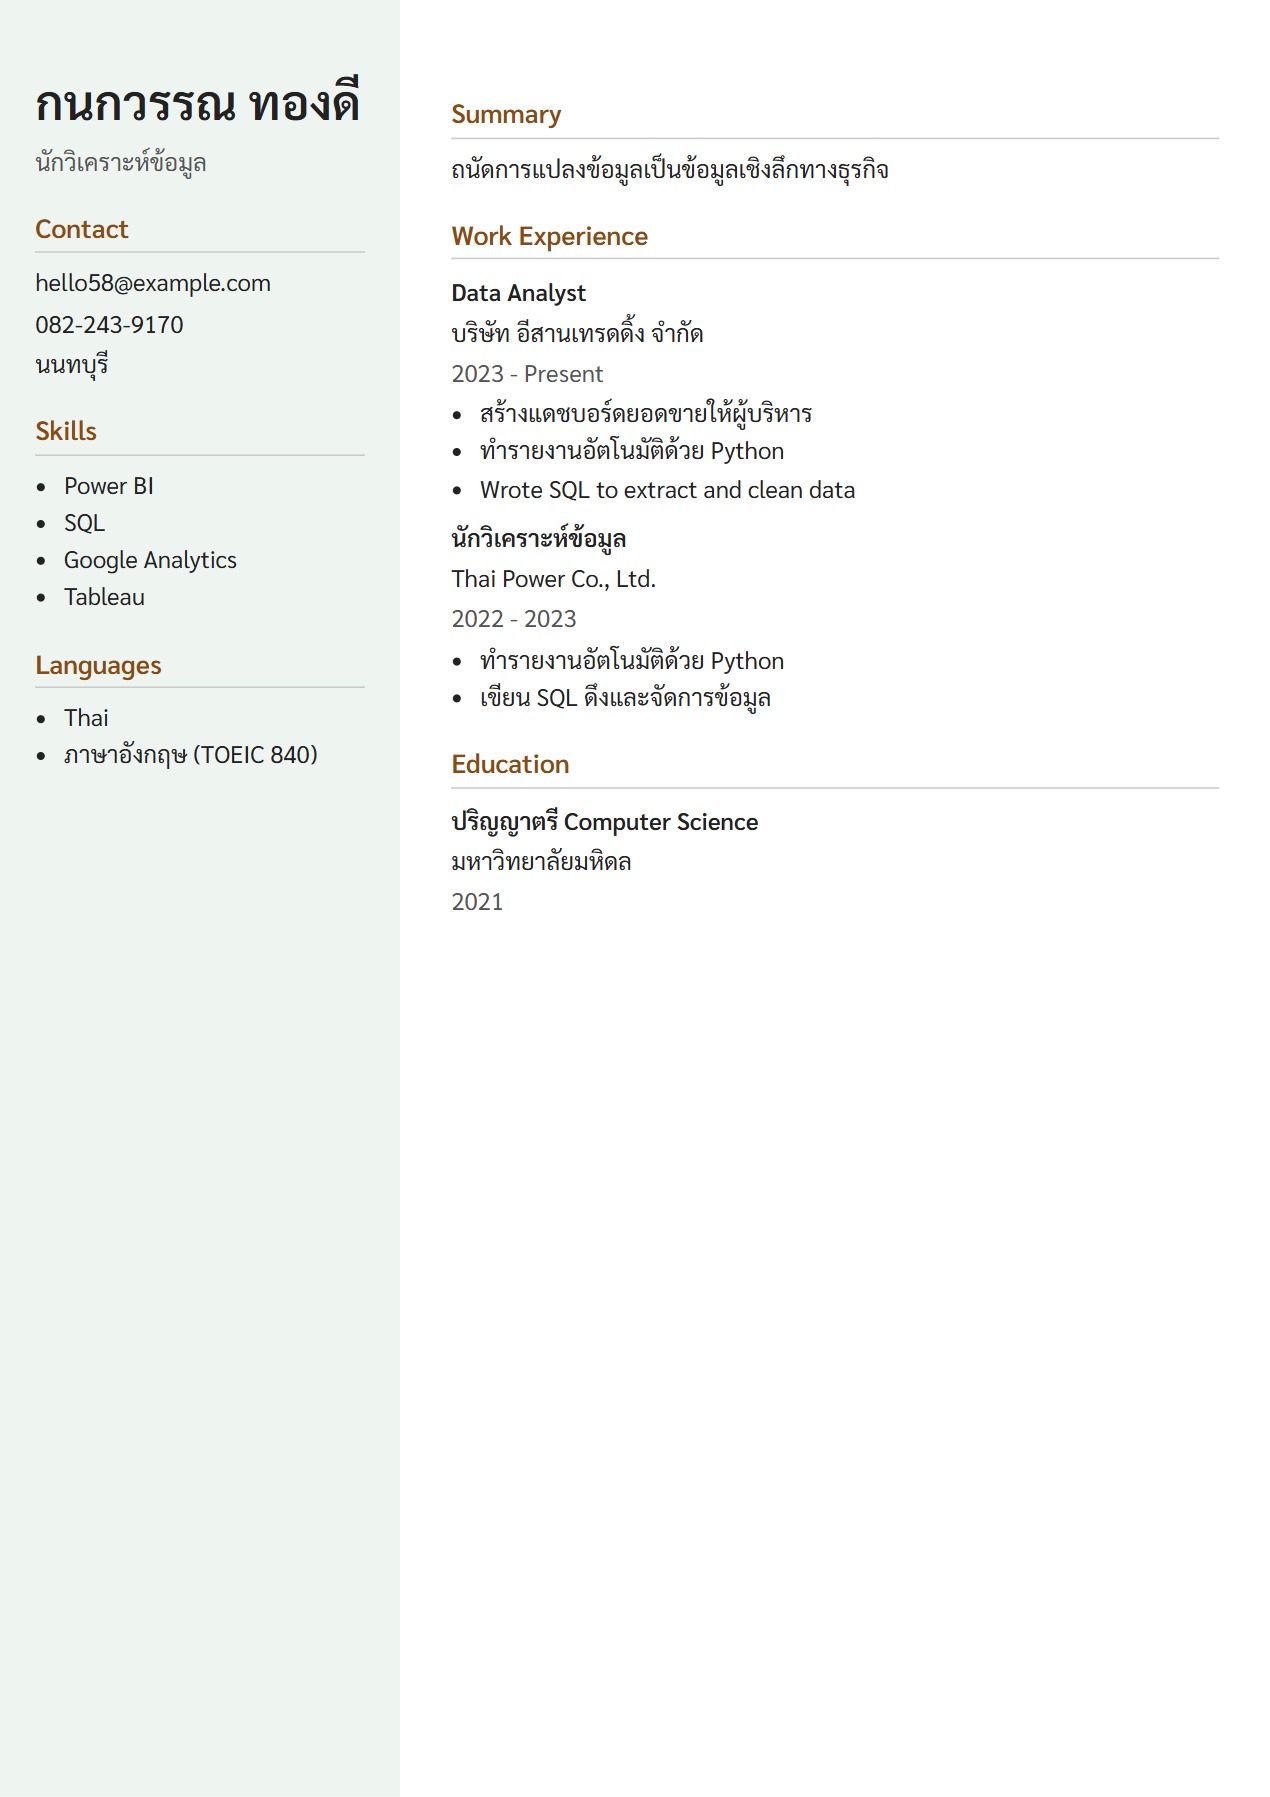 กนกวรรณ ทองดี
นักวิเคราะห์ข้อมูล
Contact
hello58@example.com
082-243-9170
นนทบุรี
Skills
• Power BI
• SQL
• Google Analytics
• Tableau
Languages
• Thai
• ภาษาอังกฤษ (TOEIC 840)
Summary
ถนัดการแปลงข้อมูลเป็นข้อมูลเชิงลึกทางธุรกิจ
Work Experience
Data Analyst
บริษัท อีสานเทรดดิ้ง จำกัด
2023 - Present
• สร้างแดชบอร์ดยอดขายให้ผู้บริหาร
• ทำรายงานอัตโนมัติด้วย Python
• Wrote SQL to extract and clean data
นักวิเคราะห์ข้อมูล
Thai Power Co., Ltd.
2022 - 2023
• ทำรายงานอัตโนมัติด้วย Python
• เขียน SQL ดึงและจัดการข้อมูล
Education
ปริญญาตรี Computer Science
มหาวิทยาลัยมหิดล
2021